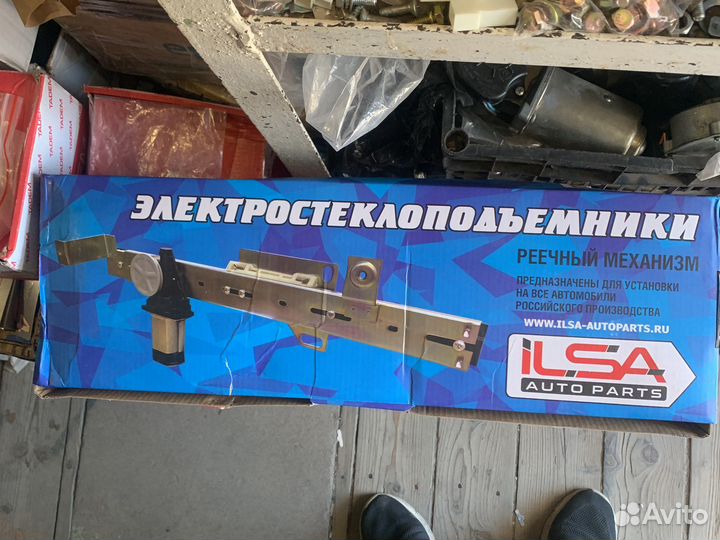 ЭЛЕКТРОСТЕКЛОПОДЪЕМНИКИ
РЕЕЧНЫЙ МЕХАНИЗМ
ПРЕДНАЗНАЧЕНЫ ДЛЯ УСТАНОВКИ
НА ВСЕ АВТОМОБИЛИ
РОССИЙСКОГО ПРОИЗВОДСТВА
WWW.ILSA-AUTOPARTS.RU
ILSA
AUTO PARTS
TADEM
TADEM
TADEM
Avito